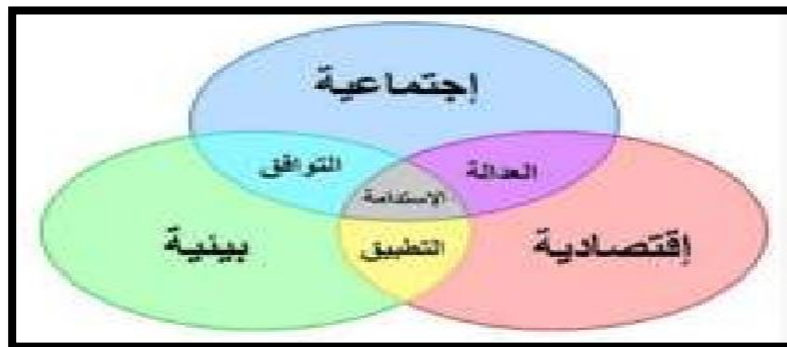 إجتماعية
التوافق
العدالة
الإستدامة
بيئية
التطبيق
إقتصادية